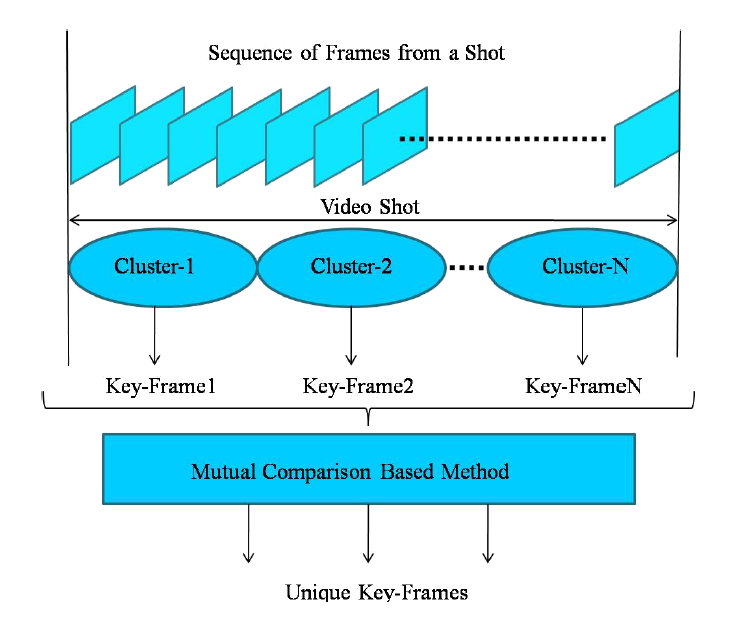 Sequence of Frames from a Shot
Video Shot
Cluster-1 Cluster-2 Cluster-N
Key-Frame1 Key-Frame2 Key-FrameN
Mutual Comparison Based Method
Unique Key-Frames